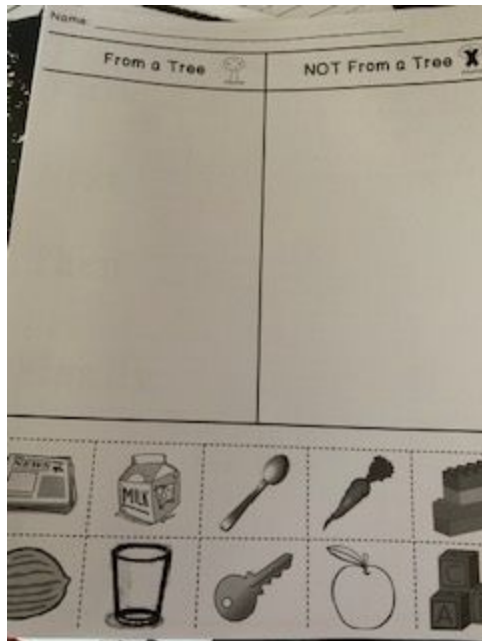 Name
From a Tree
NOT From a Tree
NEWS
MILK
C
A